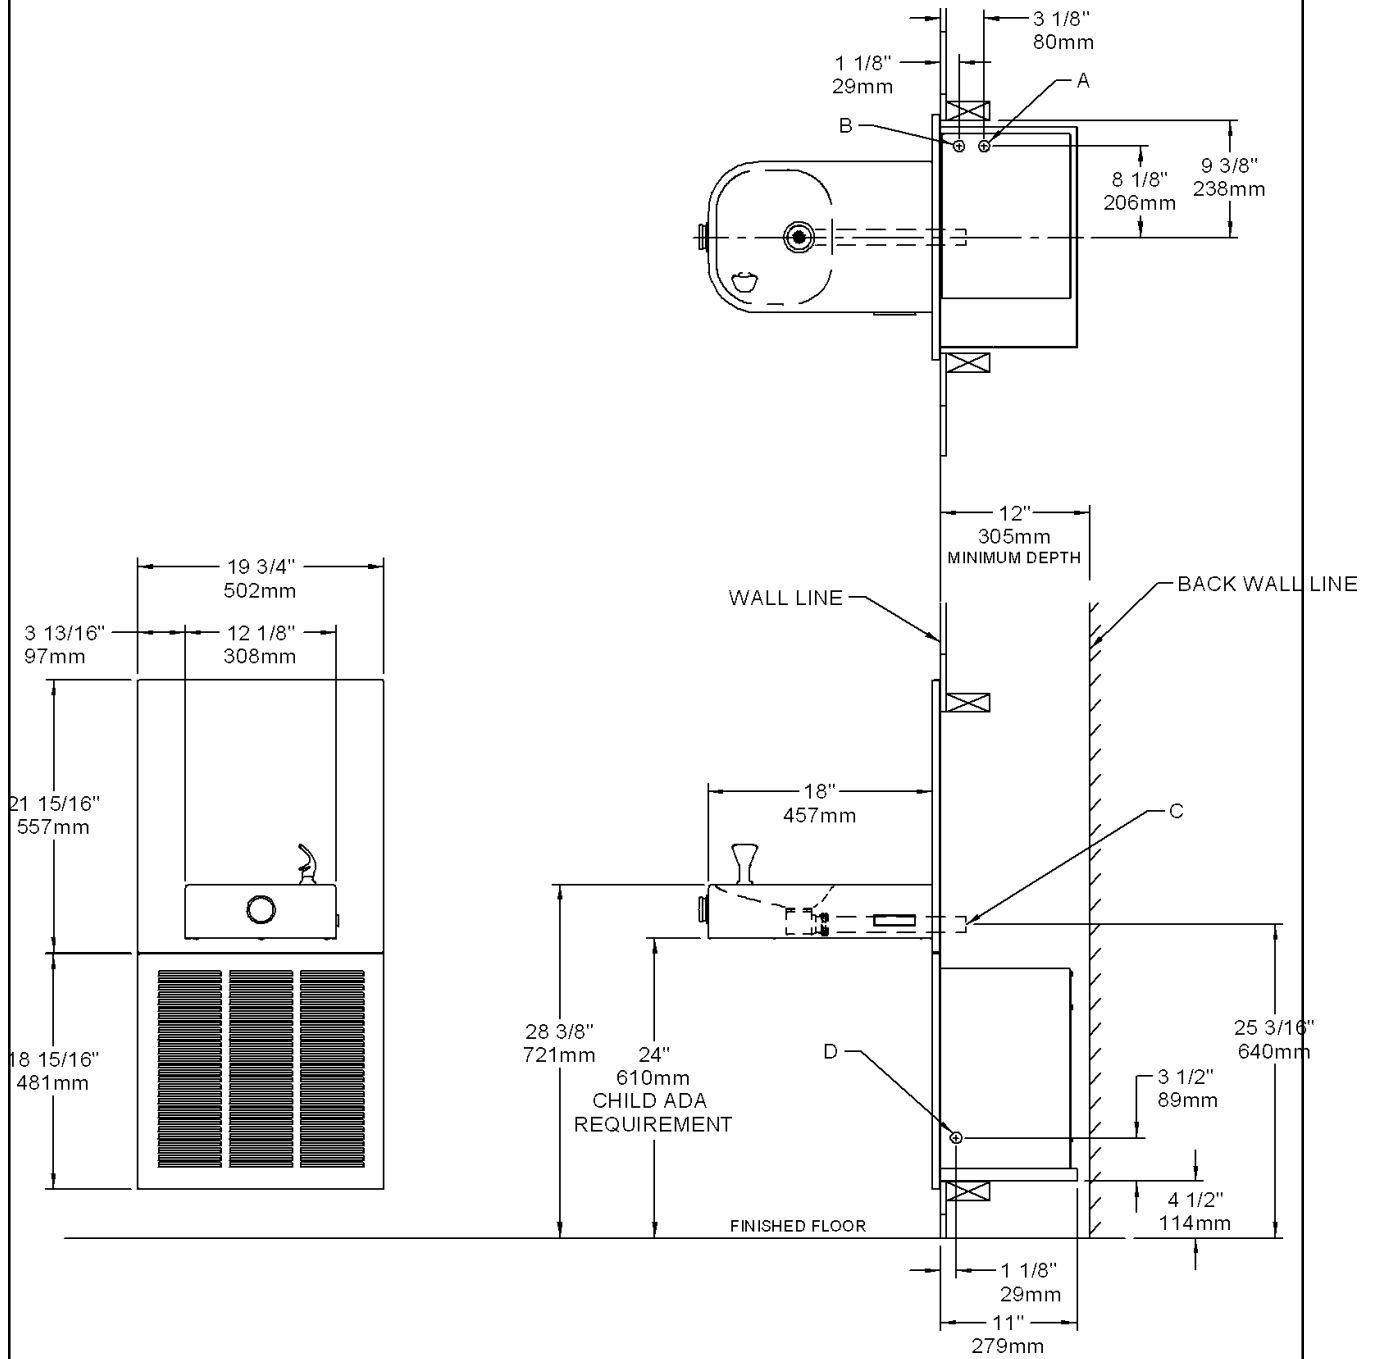 3 1/8"
80mm
1 1/8"
29mm
A
B
9 3/8"
238mm
8 1/8"
206mm
12"
305mm
MINIMUM DEPTH
19 3/4"
502mm
WALL LINE
BACK WALL LINE
3 13/16"
97mm
12 1/8"
308mm
21 15/16"
557mm
18"
457mm
C
28 3/8"
721mm
24"
610mm
CHILD ADA
REQUIREMENT
25 3/16"
640mm
18 15/16"
481mm
D
3 1/2"
89mm
4 1/2"
114mm
FINISHED FLOOR
1 1/8"
29mm
11"
279mm